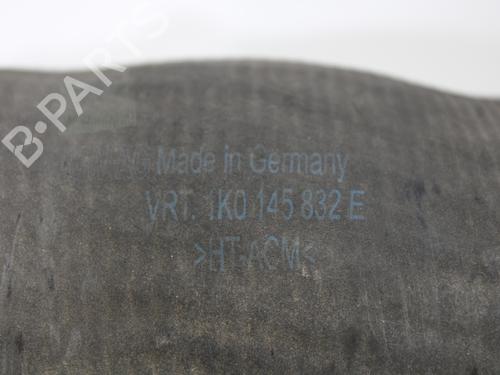 B-PARTS
Made in Germany
VRT. 1K0 145 832 E
>HT-ACM<